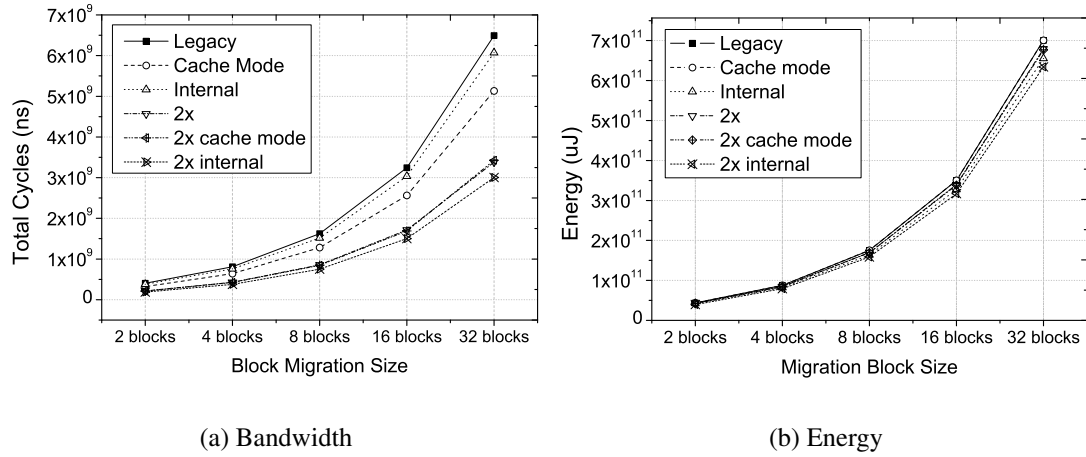 7x10⁹
6x10⁹
5x10⁹
4x10⁹
3x10⁹
2x10⁹
1x10⁹
0
Total Cycles (ns)
Legacy
Cache Mode
Internal
2x
2x cache mode
2x internal
2 blocks 4 blocks 8 blocks 16 blocks 32 blocks
Block Migration Size
(a) Bandwidth
7x10¹¹
6x10¹¹
5x10¹¹
4x10¹¹
3x10¹¹
2x10¹¹
1x10¹¹
0
Energy (uJ)
Legacy
Cache mode
Internal
2x
2x cache mode
2x internal
2 blocks 4 blocks 8 blocks 16 blocks 32 blocks
Migration Block Size
(b) Energy